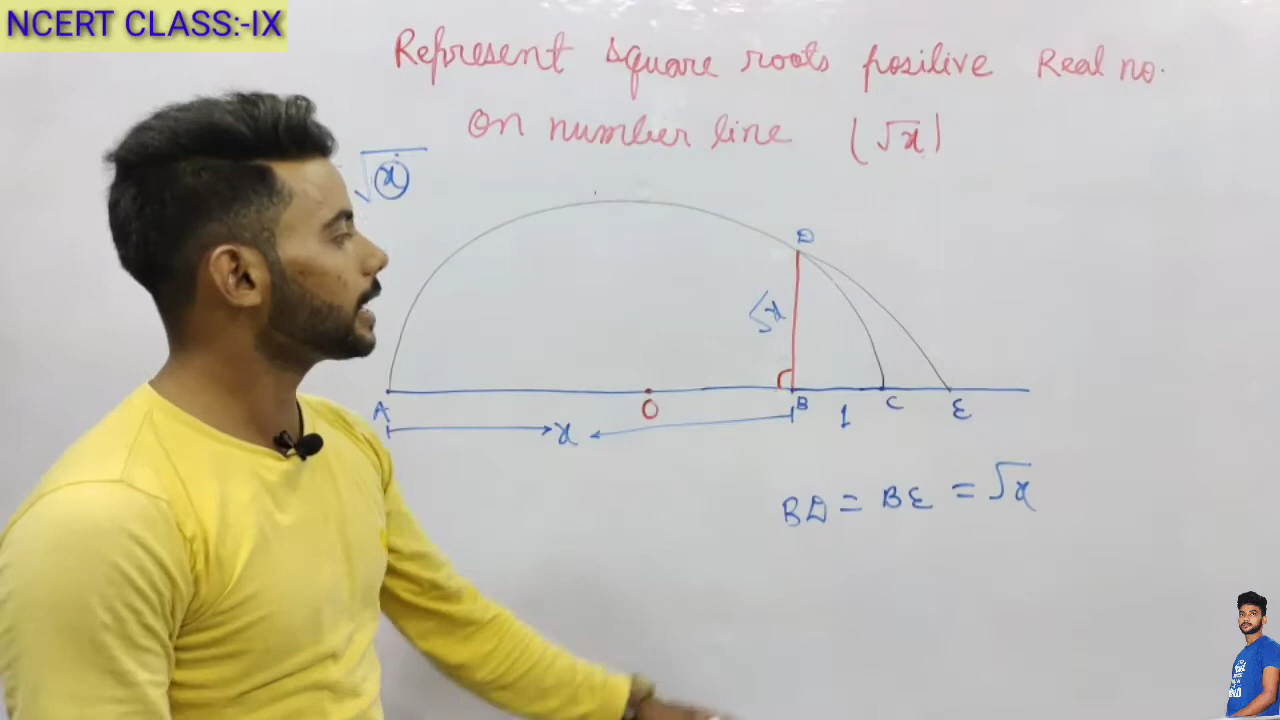 NCERT CLASS:-IX
Represent square roots positive Real no.
on number line (√x)
√x
D
√x
A
O
B
1
C
E
x
BD = BE = √x